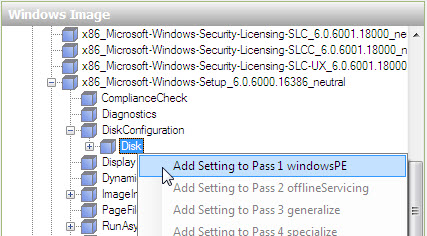 Windows Image
x86_Microsoft-Windows-Security-Licensing-SLC_6.0.6001.18000_neu
x86_Microsoft-Windows-Security-Licensing-SLCC_6.0.6001.18000_n
x86_Microsoft-Windows-Security-Licensing-SLC-UX_6.0.6001.18000
x86_Microsoft-Windows-Setup_6.0.6000.16386_neutral
ComplianceCheck
Diagnostics
DiskConfiguration
Disk
Display
Add Setting to Pass 1 windowsPE
Dynami
Add Setting to Pass 2 offlineServicing
ImageIn
PageFil
Add Setting to Pass 3 generalize
RunAsy
Add Setting to Pass 4 specialize